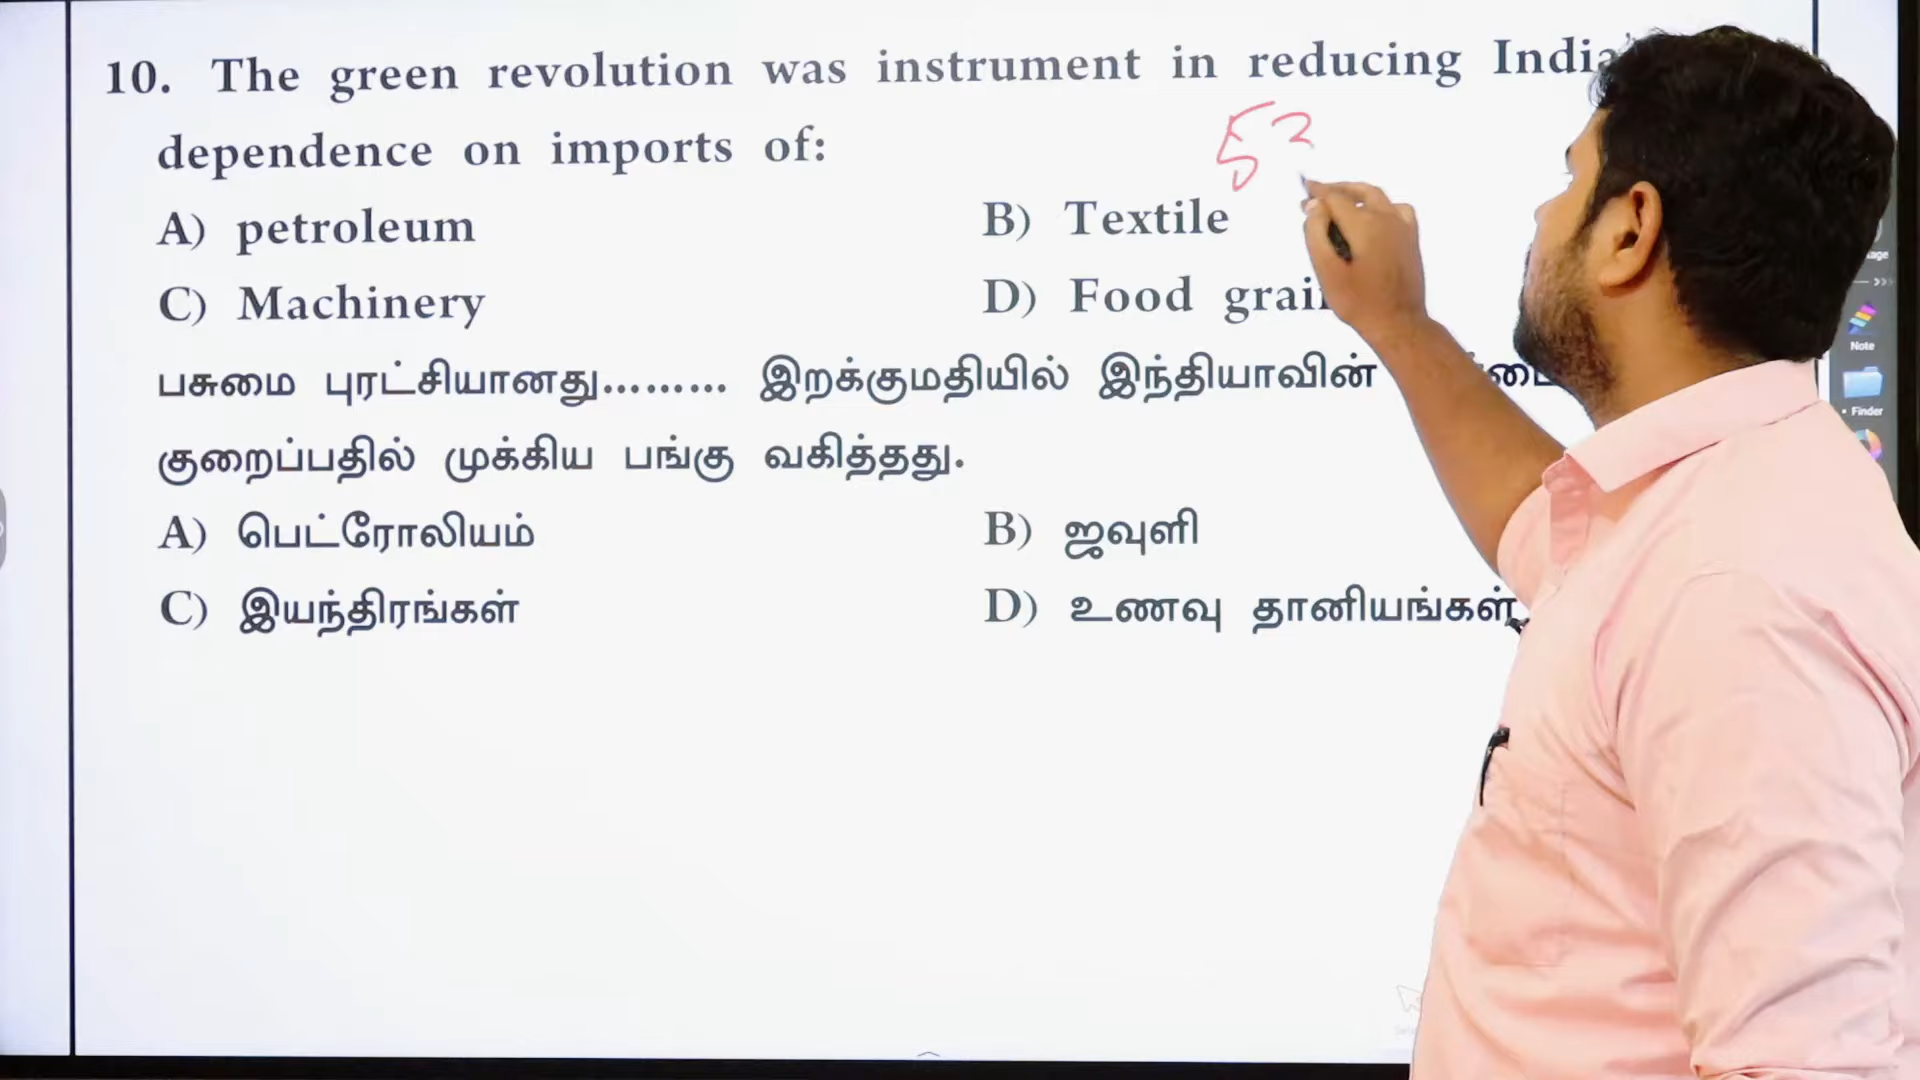 10. The green revolution was instrument in reducing India's
dependence on imports of:
52
A) petroleum
B) Textile
C) Machinery
D) Food grai
பசுமை புரட்சியானது......... இறக்குமதியில் இந்தியாவின்
குறைப்பதில் முக்கிய பங்கு வகித்தது.
A) பெட்ரோலியம்
B) ஜவுளி
C) இயந்திரங்கள்
D) உணவு தானியங்கள்
Note
Finder